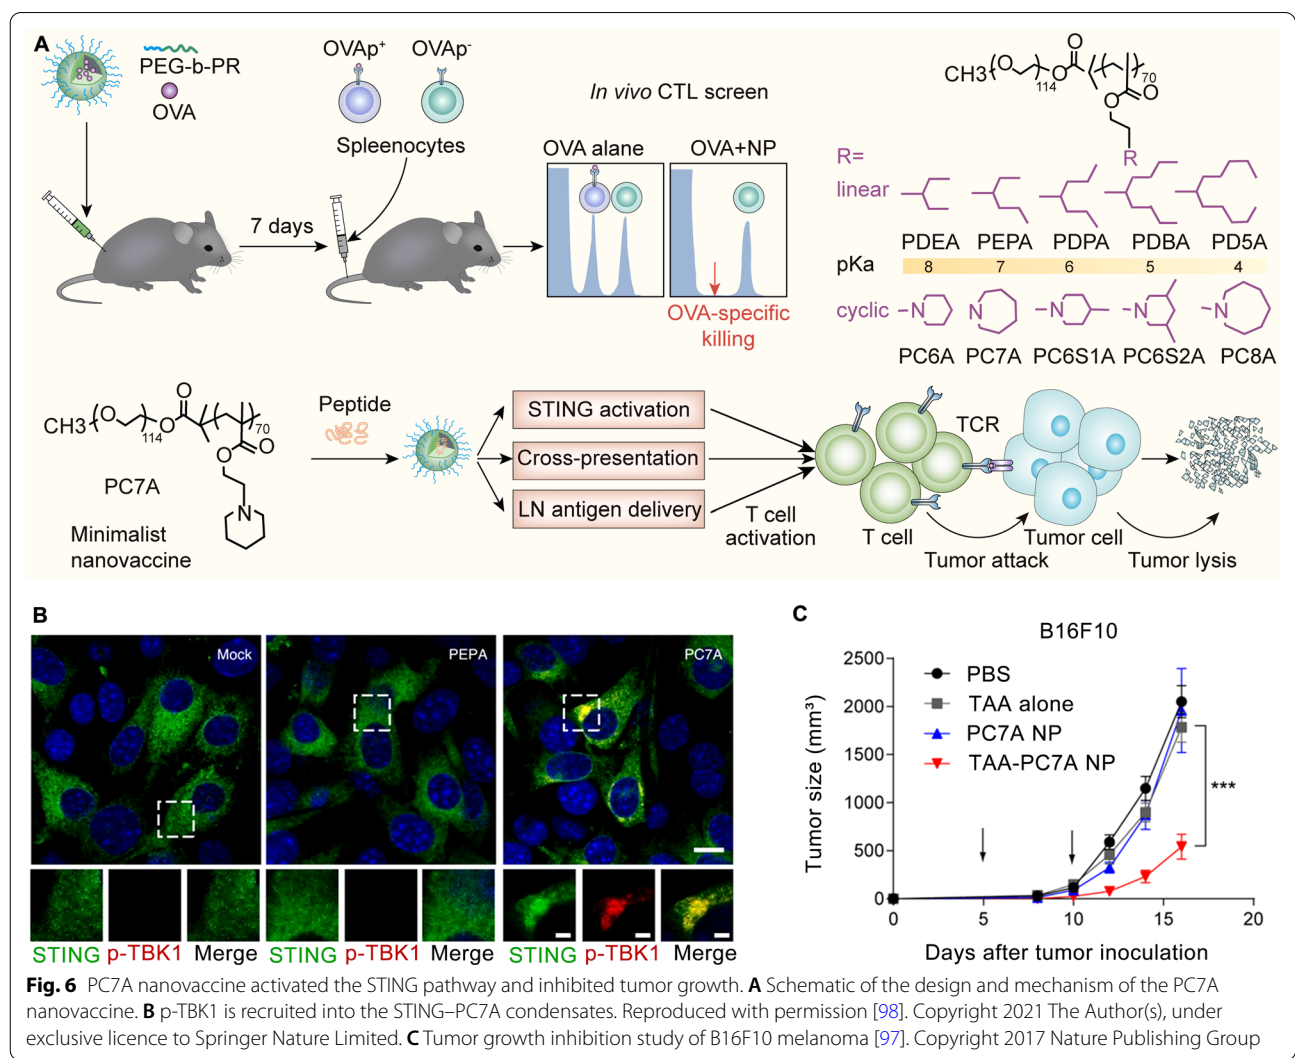 A
PEG-b-PR
OVA
OVAp+
OVAp-
Spleenocytes
7 days
In vivo CTL screen
OVA alane
OVA+NP
OVA-specific
killing
CH3
O
114
O
O
70
O
O
R
R=
linear
PDEA PEPA PDPA PDBA PD5A
pKa 8 7 6 5 4
cyclic
N N N N N
PC6A PC7A PC6S1A PC6S2A PC8A
CH3
O
114
O
O
70
O
O
N
PC7A
Minimalist
nanovaccine
Peptide
STING activation
Cross-presentation
LN antigen delivery
T cell
activation
TCR
T cell
Tumor cell
Tumor attack
Tumor lysis
B
Mock
PEPA
PC7A
STING p-TBK1 Merge
STING p-TBK1 Merge
STING p-TBK1 Merge
C
B16F10
Tumor size (mm³)
2500
2000
1500
1000
500
0
PBS
TAA alone
PC7A NP
TAA-PC7A NP
***
0 5 10 15 20
Days after tumor inoculation
Fig. 6 PC7A nanovaccine activated the STING pathway and inhibited tumor growth. A Schematic of the design and mechanism of the PC7A
nanovaccine. B p-TBK1 is recruited into the STING–PC7A condensates. Reproduced with permission [98]. Copyright 2021 The Author(s), under
exclusive licence to Springer Nature Limited. C Tumor growth inhibition study of B16F10 melanoma [97]. Copyright 2017 Nature Publishing Group